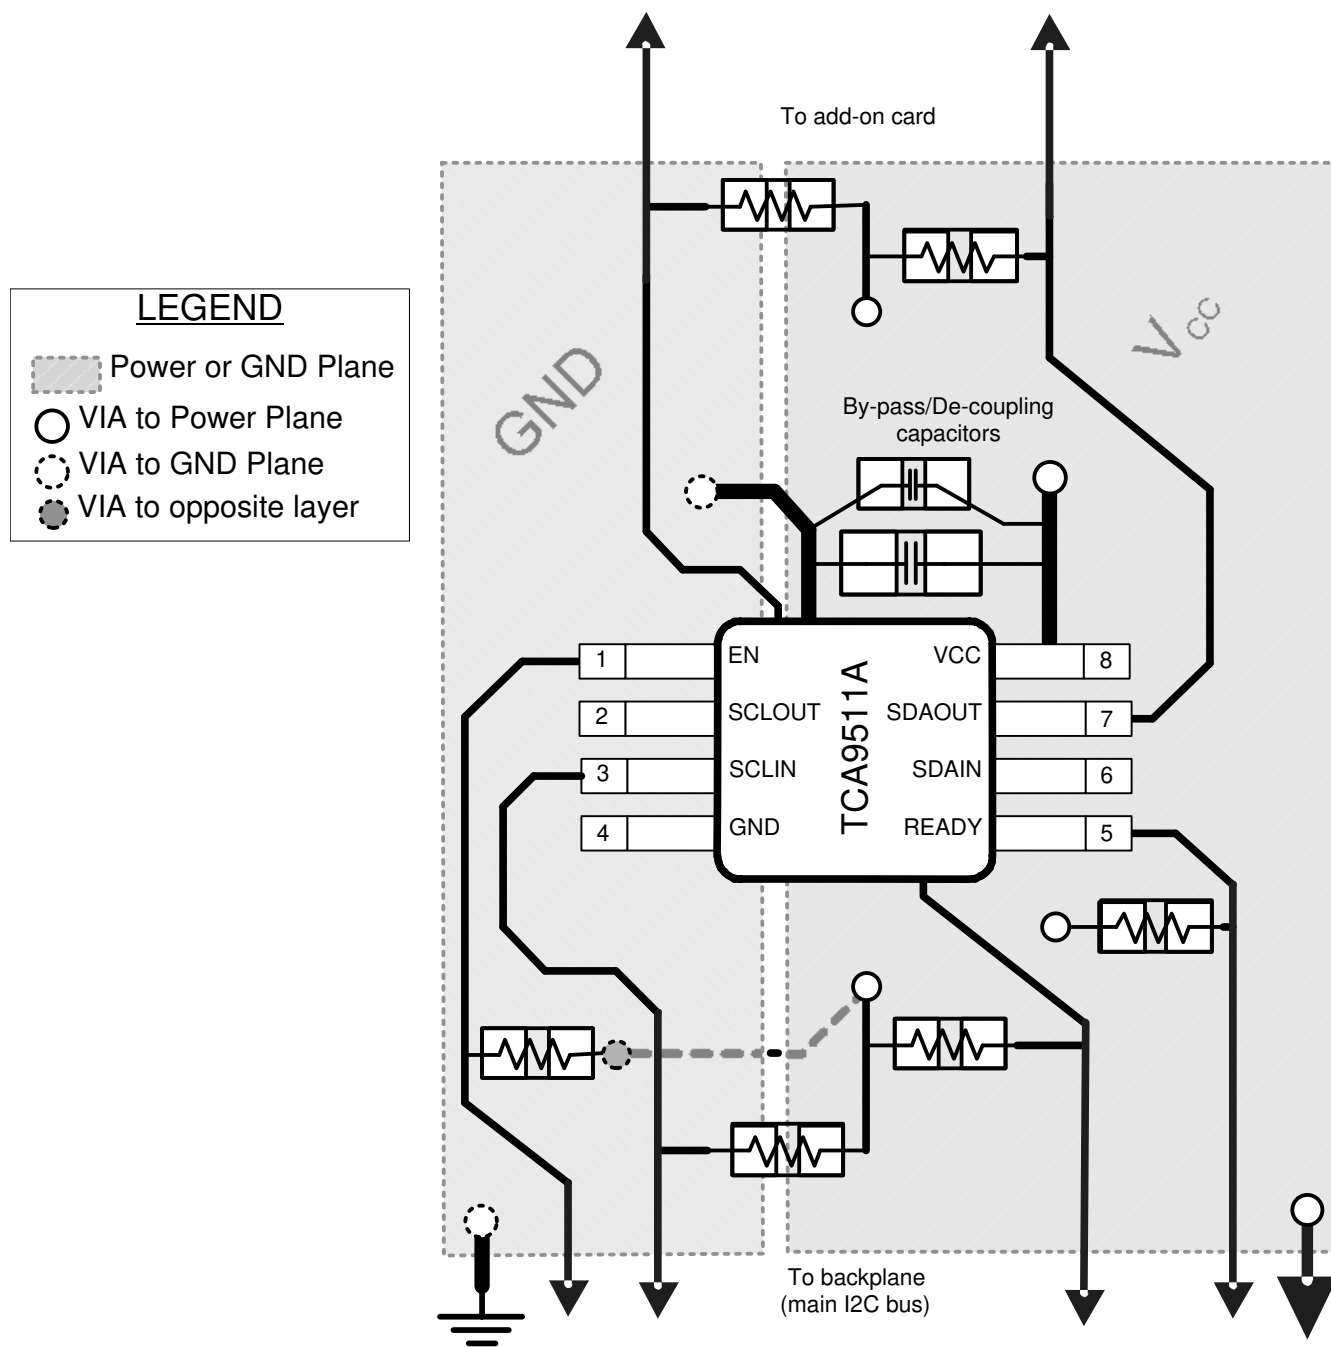 To add-on card
LEGEND
Power or GND Plane
VIA to Power Plane
VIA to GND Plane
VIA to opposite layer
GND
VCC
By-pass/De-coupling
capacitors
1 EN VCC 8
2 SCLOUT SDAOUT 7
3 SCLIN SDAIN 6
4 GND READY 5
TCA9511A
To backplane
(main I2C bus)